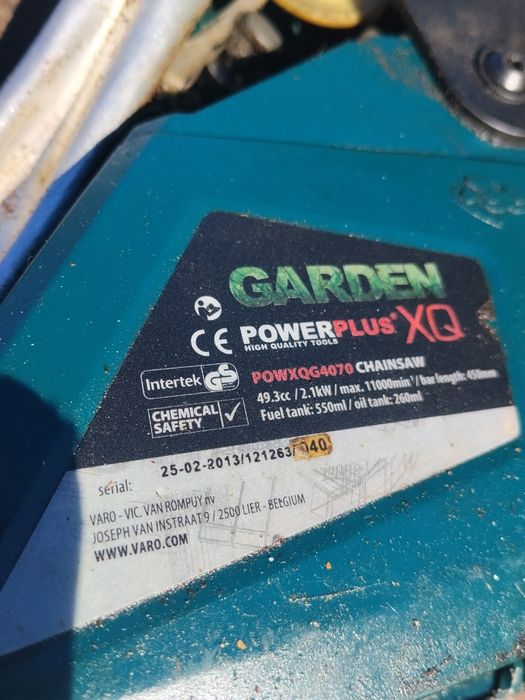 GARDEN
CE POWERPLUS® XQ
HIGH QUALITY TOOLS
Intertek GS
POWXQG4070 CHAINSAW
49.3cc / 2.1kW / max. 11000min⁻¹ / bar length: 450mm
Fuel tank: 550ml / oil tank: 260ml
CHEMICAL
SAFETY
serial: 25-02-2013/121263/040
VARO - VIC. VAN ROMPUY nv
JOSEPH VAN INSTRAAT 9 / 2500 LIER - BELGIUM
WWW.VARO.COM